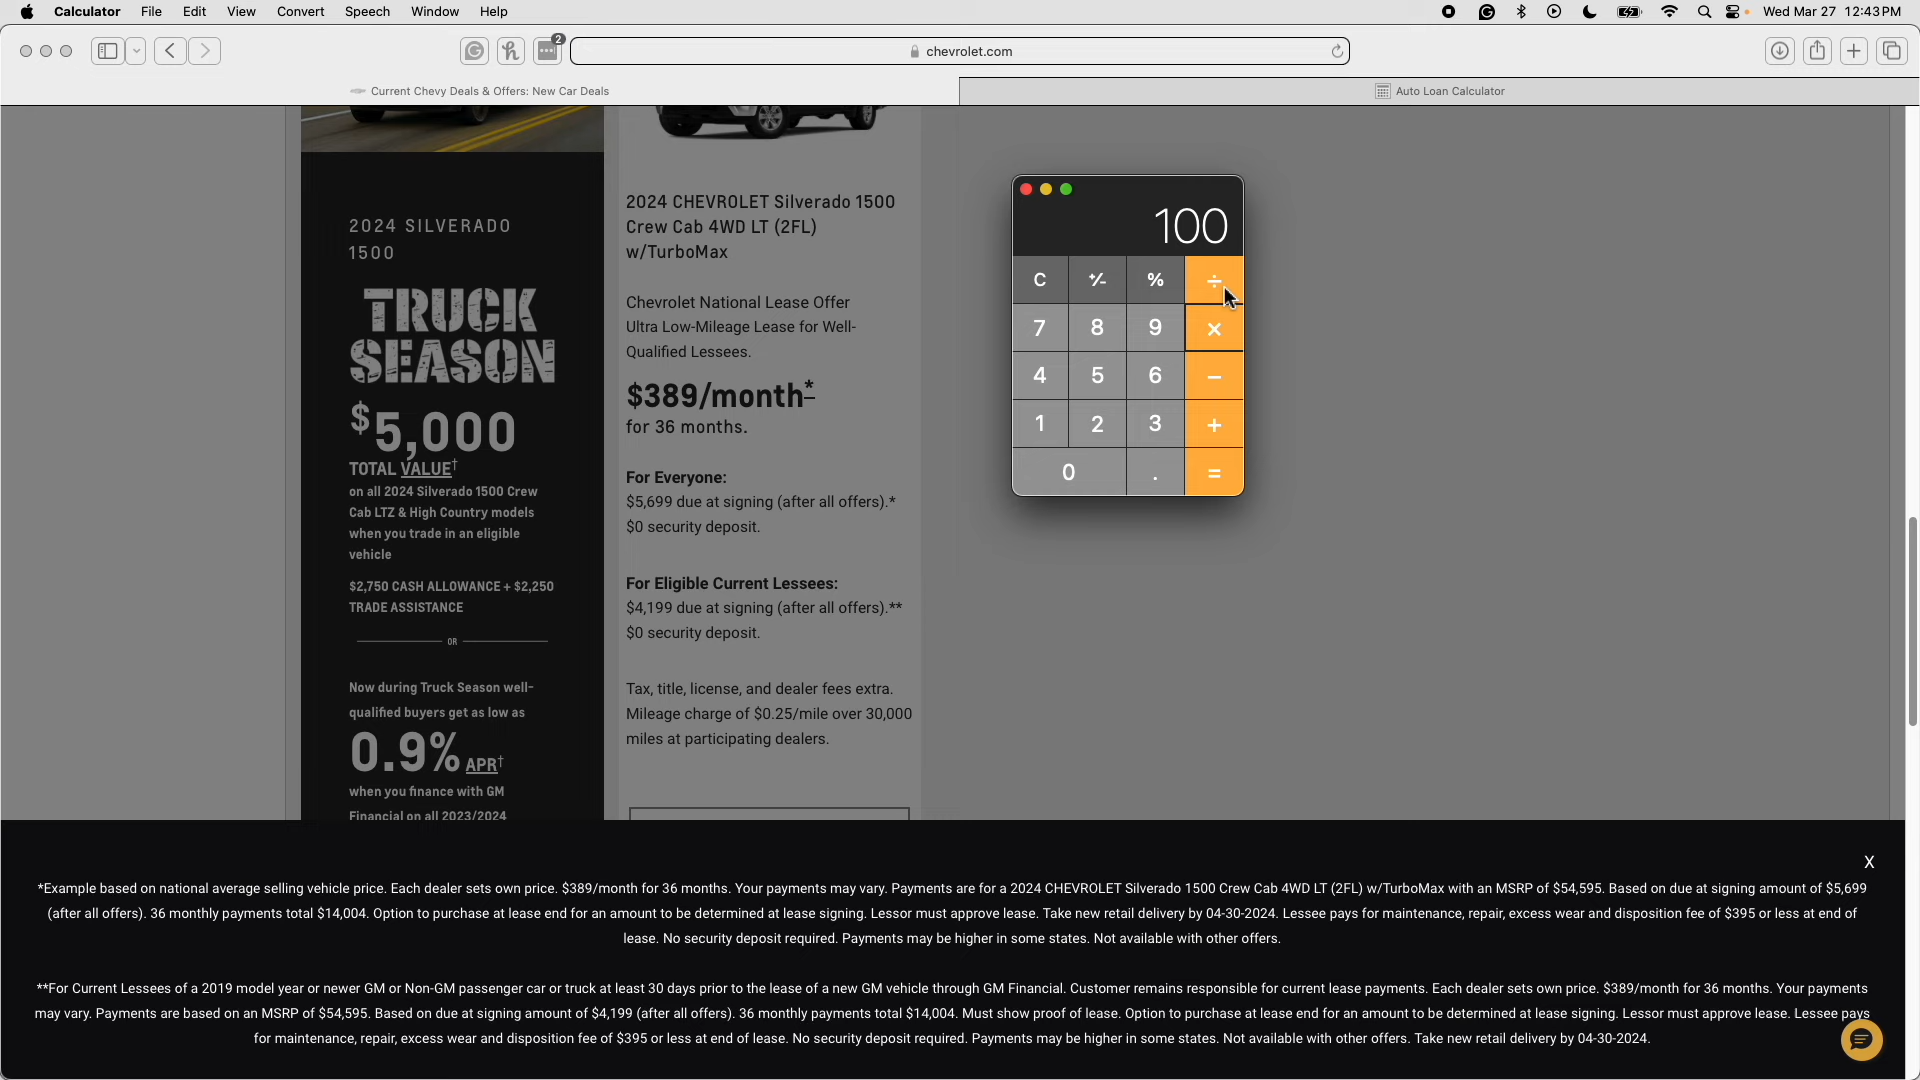 Calculator File Edit View Convert Speech Window Help Wed Mar 27 12:43 PM
2
chevrolet.com
Current Chevy Deals & Offers: New Car Deals
Auto Loan Calculator
2024 SILVERADO
1500
TRUCK
SEASON
$5,000
TOTAL VALUE†
on all 2024 Silverado 1500 Crew
Cab LTZ & High Country models
when you trade in an eligible
vehicle
$2,750 CASH ALLOWANCE + $2,250
TRADE ASSISTANCE
OR
Now during Truck Season well-
qualified buyers get as low as
0.9% APR†
when you finance with GM
Financial on all 2023/2024
2024 CHEVROLET Silverado 1500
Crew Cab 4WD LT (2FL)
w/TurboMax
Chevrolet National Lease Offer
Ultra Low-Mileage Lease for Well-
Qualified Lessees.
$389/month*
for 36 months.
For Everyone:
$5,699 due at signing (after all offers).*
$0 security deposit.
For Eligible Current Lessees:
$4,199 due at signing (after all offers).**
$0 security deposit.
Tax, title, license, and dealer fees extra.
Mileage charge of $0.25/mile over 30,000
miles at participating dealers.
100
C ⁺⁄₋ % ÷
7 8 9 ×
4 5 6 −
1 2 3 +
0 . =
X
*Example based on national average selling vehicle price. Each dealer sets own price. $389/month for 36 months. Your payments may vary. Payments are for a 2024 CHEVROLET Silverado 1500 Crew Cab 4WD LT (2FL) w/TurboMax with an MSRP of $54,595. Based on due at signing amount of $5,699
(after all offers). 36 monthly payments total $14,004. Option to purchase at lease end for an amount to be determined at lease signing. Lessor must approve lease. Take new retail delivery by 04-30-2024. Lessee pays for maintenance, repair, excess wear and disposition fee of $395 or less at end of
lease. No security deposit required. Payments may be higher in some states. Not available with other offers.
**For Current Lessees of a 2019 model year or newer GM or Non-GM passenger car or truck at least 30 days prior to the lease of a new GM vehicle through GM Financial. Customer remains responsible for current lease payments. Each dealer sets own price. $389/month for 36 months. Your payments
may vary. Payments are based on an MSRP of $54,595. Based on due at signing amount of $4,199 (after all offers). 36 monthly payments total $14,004. Must show proof of lease. Option to purchase at lease end for an amount to be determined at lease signing. Lessor must approve lease. Lessee pays
for maintenance, repair, excess wear and disposition fee of $395 or less at end of lease. No security deposit required. Payments may be higher in some states. Not available with other offers. Take new retail delivery by 04-30-2024.